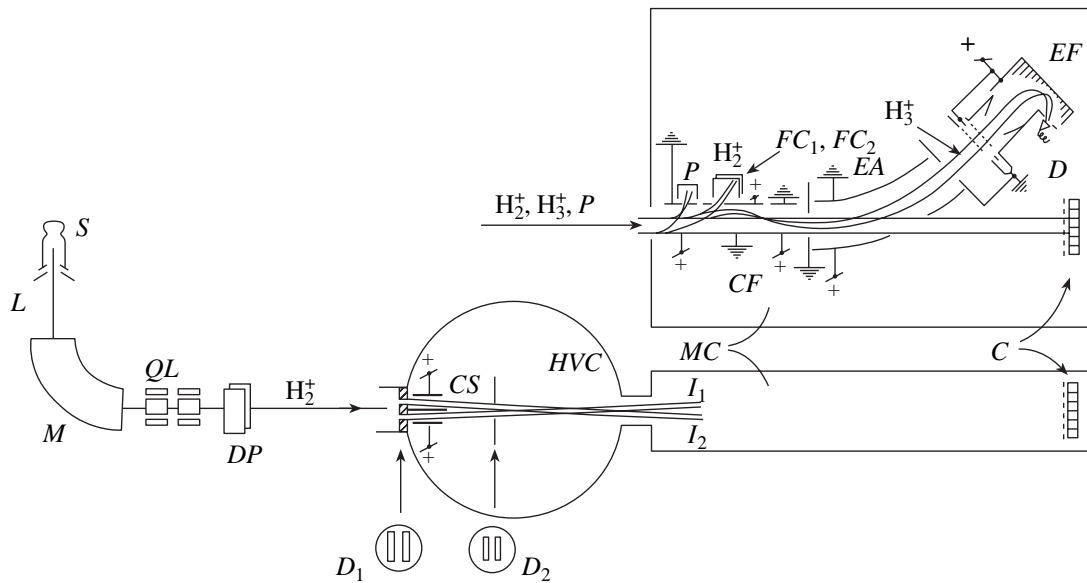 +
EF
H₃⁺
FC₁, FC₂
H₂⁺
P
+
EA
D
H₂⁺, H₃⁺, P
S
+
+
+
CF
L
HVC
MC
C
QL
+
CS
I₁
H₂⁺
M
I₂
DP
+
D₁
D₂